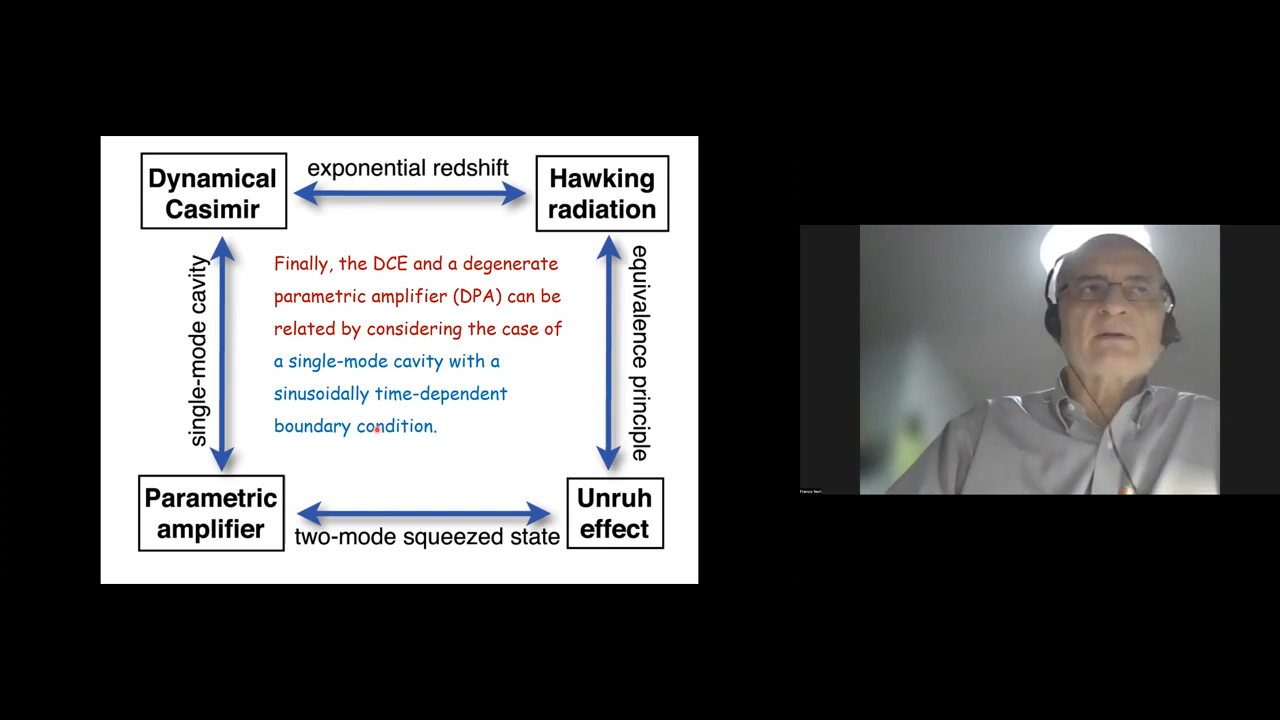 Dynamical
Casimir
exponential redshift
Hawking
radiation
single-mode cavity
Finally, the DCE and a degenerate
parametric amplifier (DPA) can be
related by considering the case of
a single-mode cavity with a
sinusoidally time-dependent
boundary condition.
equivalence principle
Parametric
amplifier
two-mode squeezed state
Unruh
effect
Franco Nori